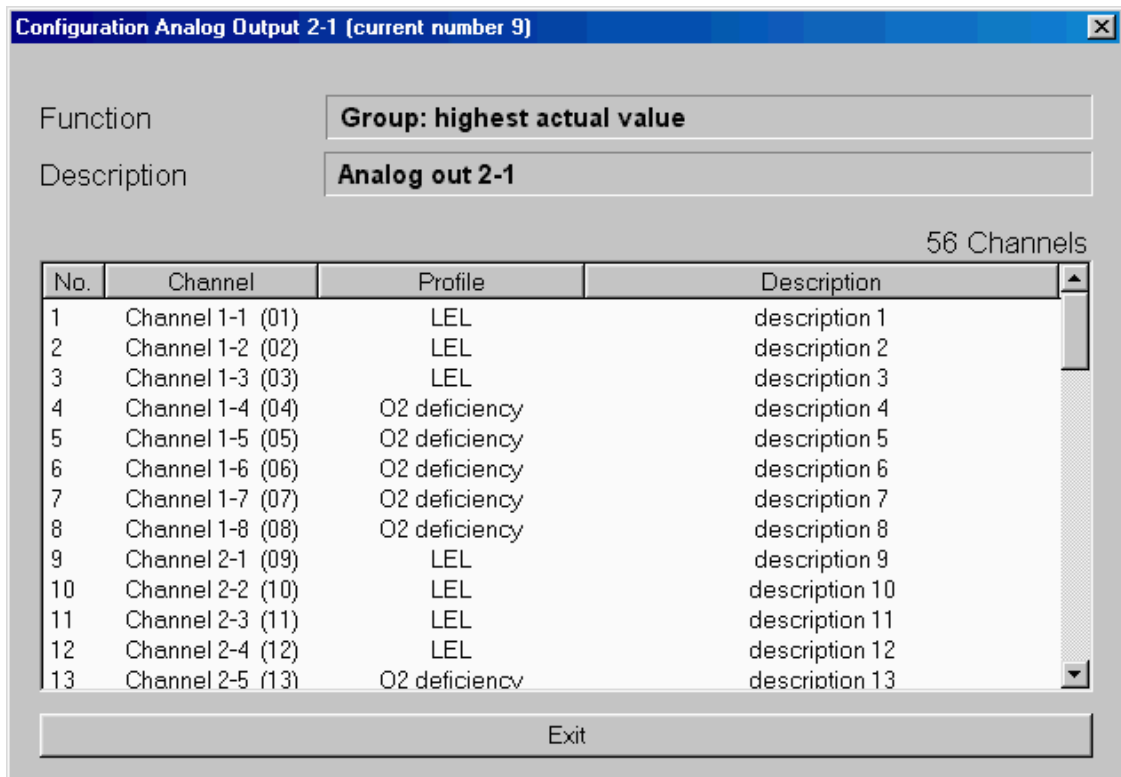 Configuration Analog Output 2-1 (current number 9)
Function Group: highest actual value
Description Analog out 2-1
56 Channels
No. Channel Profile Description
1 Channel 1-1 (01) LEL description 1
2 Channel 1-2 (02) LEL description 2
3 Channel 1-3 (03) LEL description 3
4 Channel 1-4 (04) O2 deficiency description 4
5 Channel 1-5 (05) O2 deficiency description 5
6 Channel 1-6 (06) O2 deficiency description 6
7 Channel 1-7 (07) O2 deficiency description 7
8 Channel 1-8 (08) O2 deficiency description 8
9 Channel 2-1 (09) LEL description 9
10 Channel 2-2 (10) LEL description 10
11 Channel 2-3 (11) LEL description 11
12 Channel 2-4 (12) LEL description 12
13 Channel 2-5 (13) O2 deficiency description 13
Exit